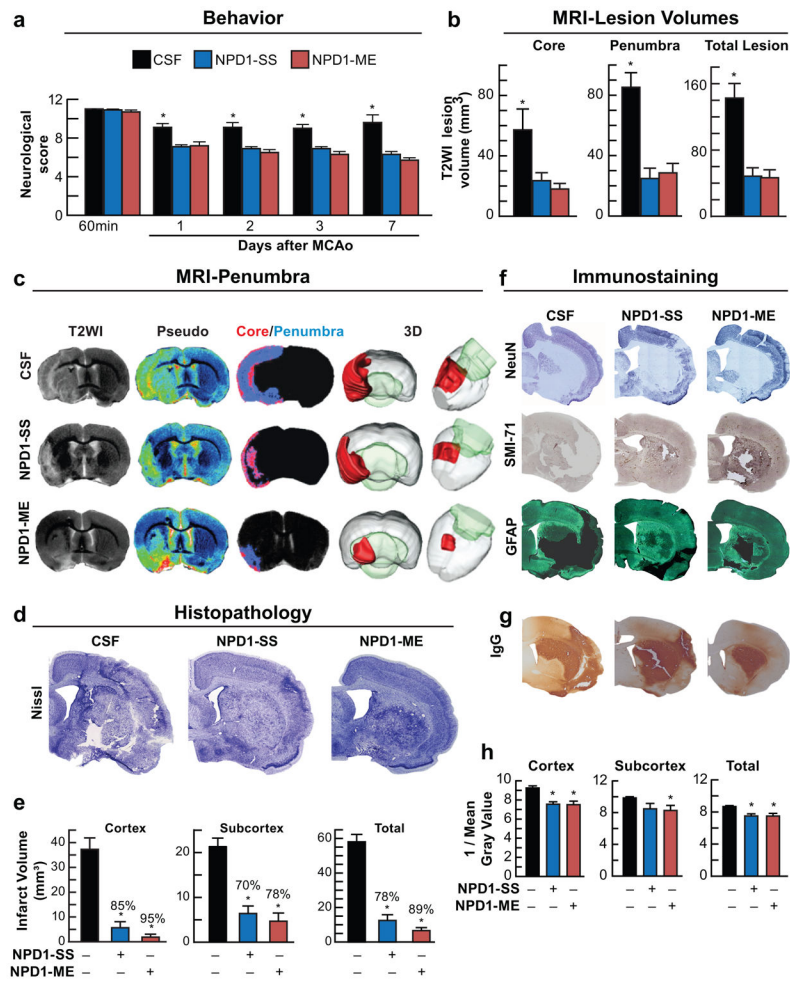 a Behavior
CSF NPD1-SS NPD1-ME
Neurological
score
12
8
4
0
* * * *
60min 1 2 3 7
Days after MCAo
b MRI-Lesion Volumes
Core Penumbra Total Lesion
T2WI lesion
volume (mm3)
80
40
0
*
80
40
0
*
160
80
0
*
c MRI-Penumbra
T2WI Pseudo Core/Penumbra 3D
CSF
NPD1-SS
NPD1-ME
d Histopathology
CSF NPD1-SS NPD1-ME
Nissl
e
Cortex Subcortex Total
Infarct Volume
(mm3)
40
30
20
10
0
85%
*
95%
*
20
10
0
70%
*
78%
*
60
40
20
0
78%
*
89%
*
NPD1-SS – + – – + – – + –
NPD1-ME – – + – – + – – +
f Immunostaining
CSF NPD1-SS NPD1-ME
NeuN
SMI-71
GFAP
g
IgG
h
Cortex Subcortex Total
1 / Mean
Gray Value
10
8
6
4
2
0
* *
12
8
4
0
*
12
8
4
0
* *
NPD1-SS – + – – + – – + –
NPD1-ME – – + – – + – – +